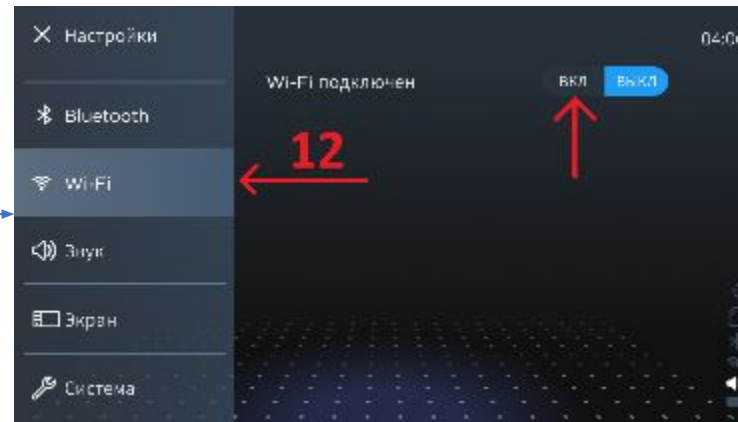 Настройки
04:0
Wi-Fi подключен
ВКЛ ВЫКЛ
Bluetooth
12
Wi-Fi
Звук
Экран
Система